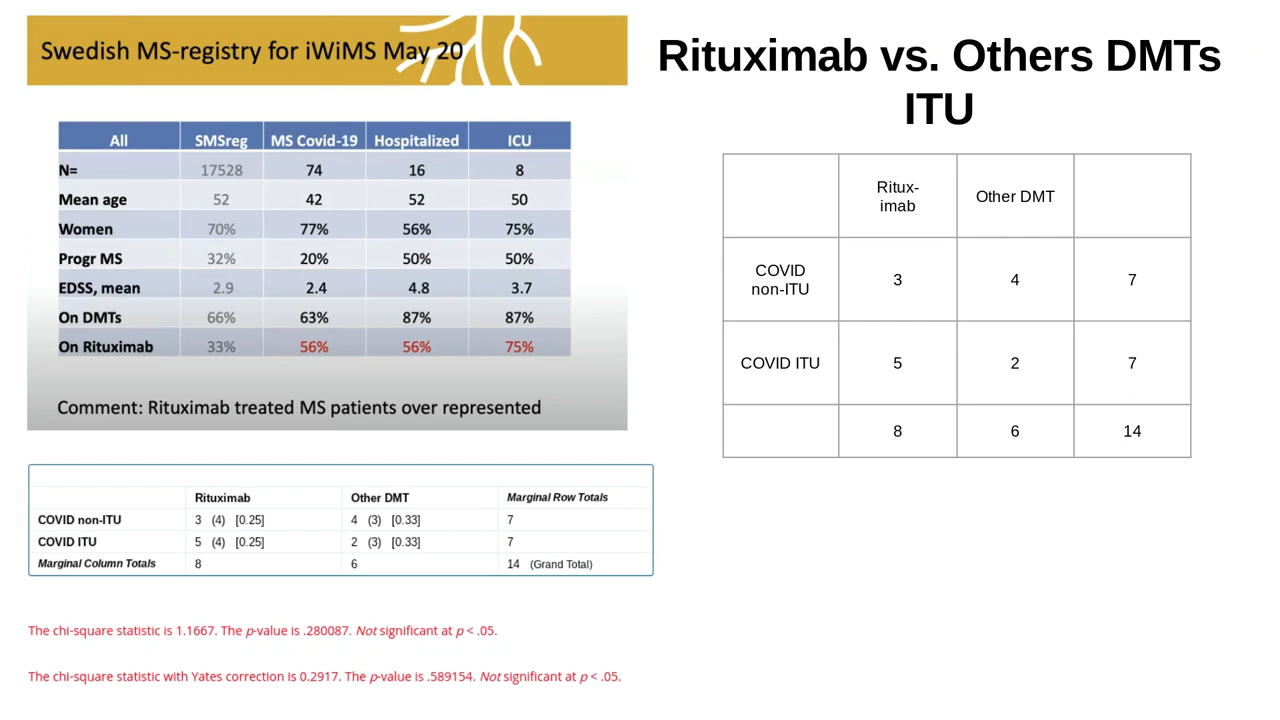 Swedish MS-registry for iWiMS May 20
All SMSreg MS Covid-19 Hospitalized ICU
N= 17528 74 16 8
Mean age 52 42 52 50
Women 70% 77% 56% 75%
Progr MS 32% 20% 50% 50%
EDSS, mean 2.9 2.4 4.8 3.7
On DMTs 66% 63% 87% 87%
On Rituximab 33% 56% 56% 75%
Comment: Rituximab treated MS patients over represented
Rituximab Other DMT Marginal Row Totals
COVID non-ITU 3 (4) [0.25] 4 (3) [0.33] 7
COVID ITU 5 (4) [0.25] 2 (3) [0.33] 7
Marginal Column Totals 8 6 14 (Grand Total)
The chi-square statistic is 1.1667. The p-value is .280087. Not significant at p < .05.
The chi-square statistic with Yates correction is 0.2917. The p-value is .589154. Not significant at p < .05.
Rituximab vs. Others DMTs
ITU
Ritux-
imab Other DMT
COVID
non-ITU 3 4 7
COVID ITU 5 2 7
8 6 14